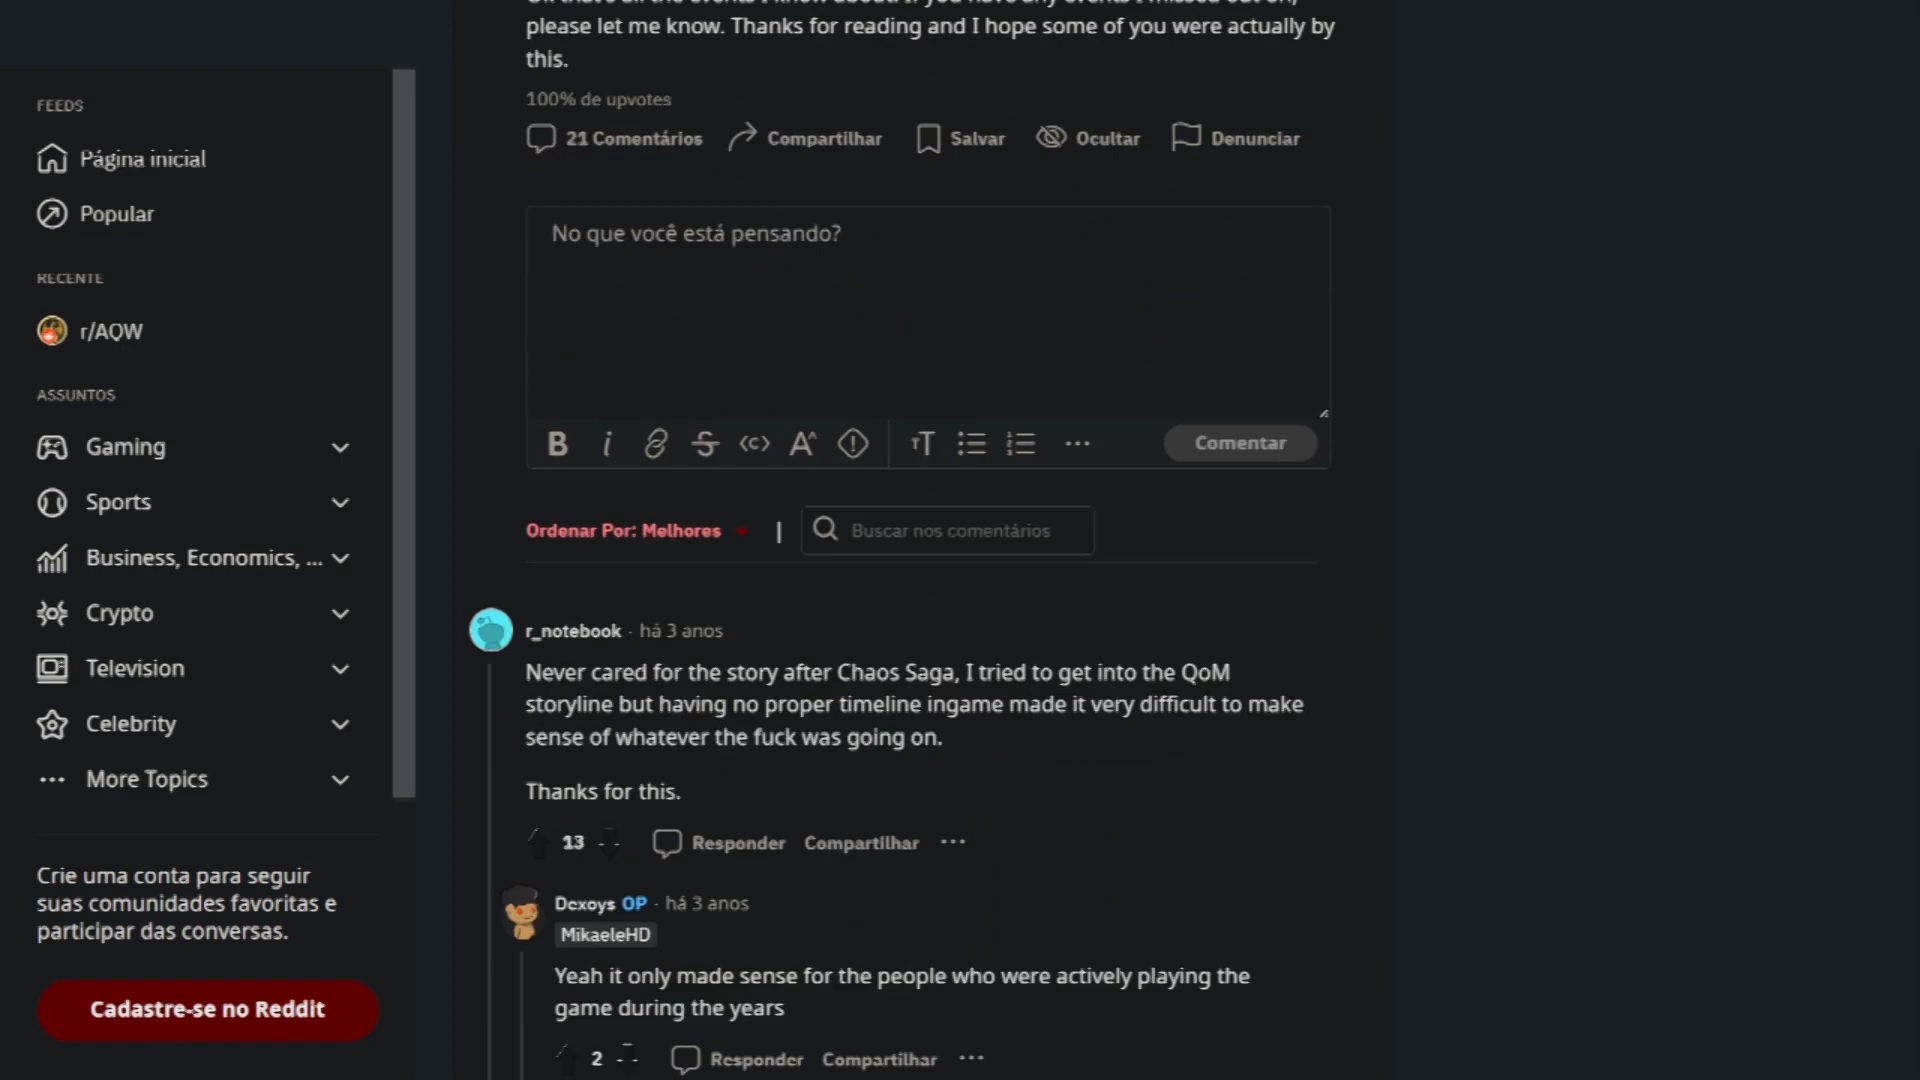 please let me know. Thanks for reading and I hope some of you were actually by
this.
100% de upvotes
21 Comentários
Compartilhar
Salvar
Ocultar
Denunciar
FEEDS
Página inicial
Popular
RECENTE
r/AQW
ASSUNTOS
Gaming
Sports
Business, Economics, ...
Crypto
Television
Celebrity
More Topics
Crie uma conta para seguir
suas comunidades favoritas e
participar das conversas.
Cadastre-se no Reddit
No que você está pensando?
Comentar
Ordenar Por: Melhores
|
Buscar nos comentários
r_notebook · há 3 anos
Never cared for the story after Chaos Saga, I tried to get into the QoM
storyline but having no proper timeline ingame made it very difficult to make
sense of whatever the fuck was going on.
Thanks for this.
13
Responder
Compartilhar
Dexoys OP · há 3 anos
MikaeleHD
Yeah it only made sense for the people who were actively playing the
game during the years
2
Responder
Compartilhar